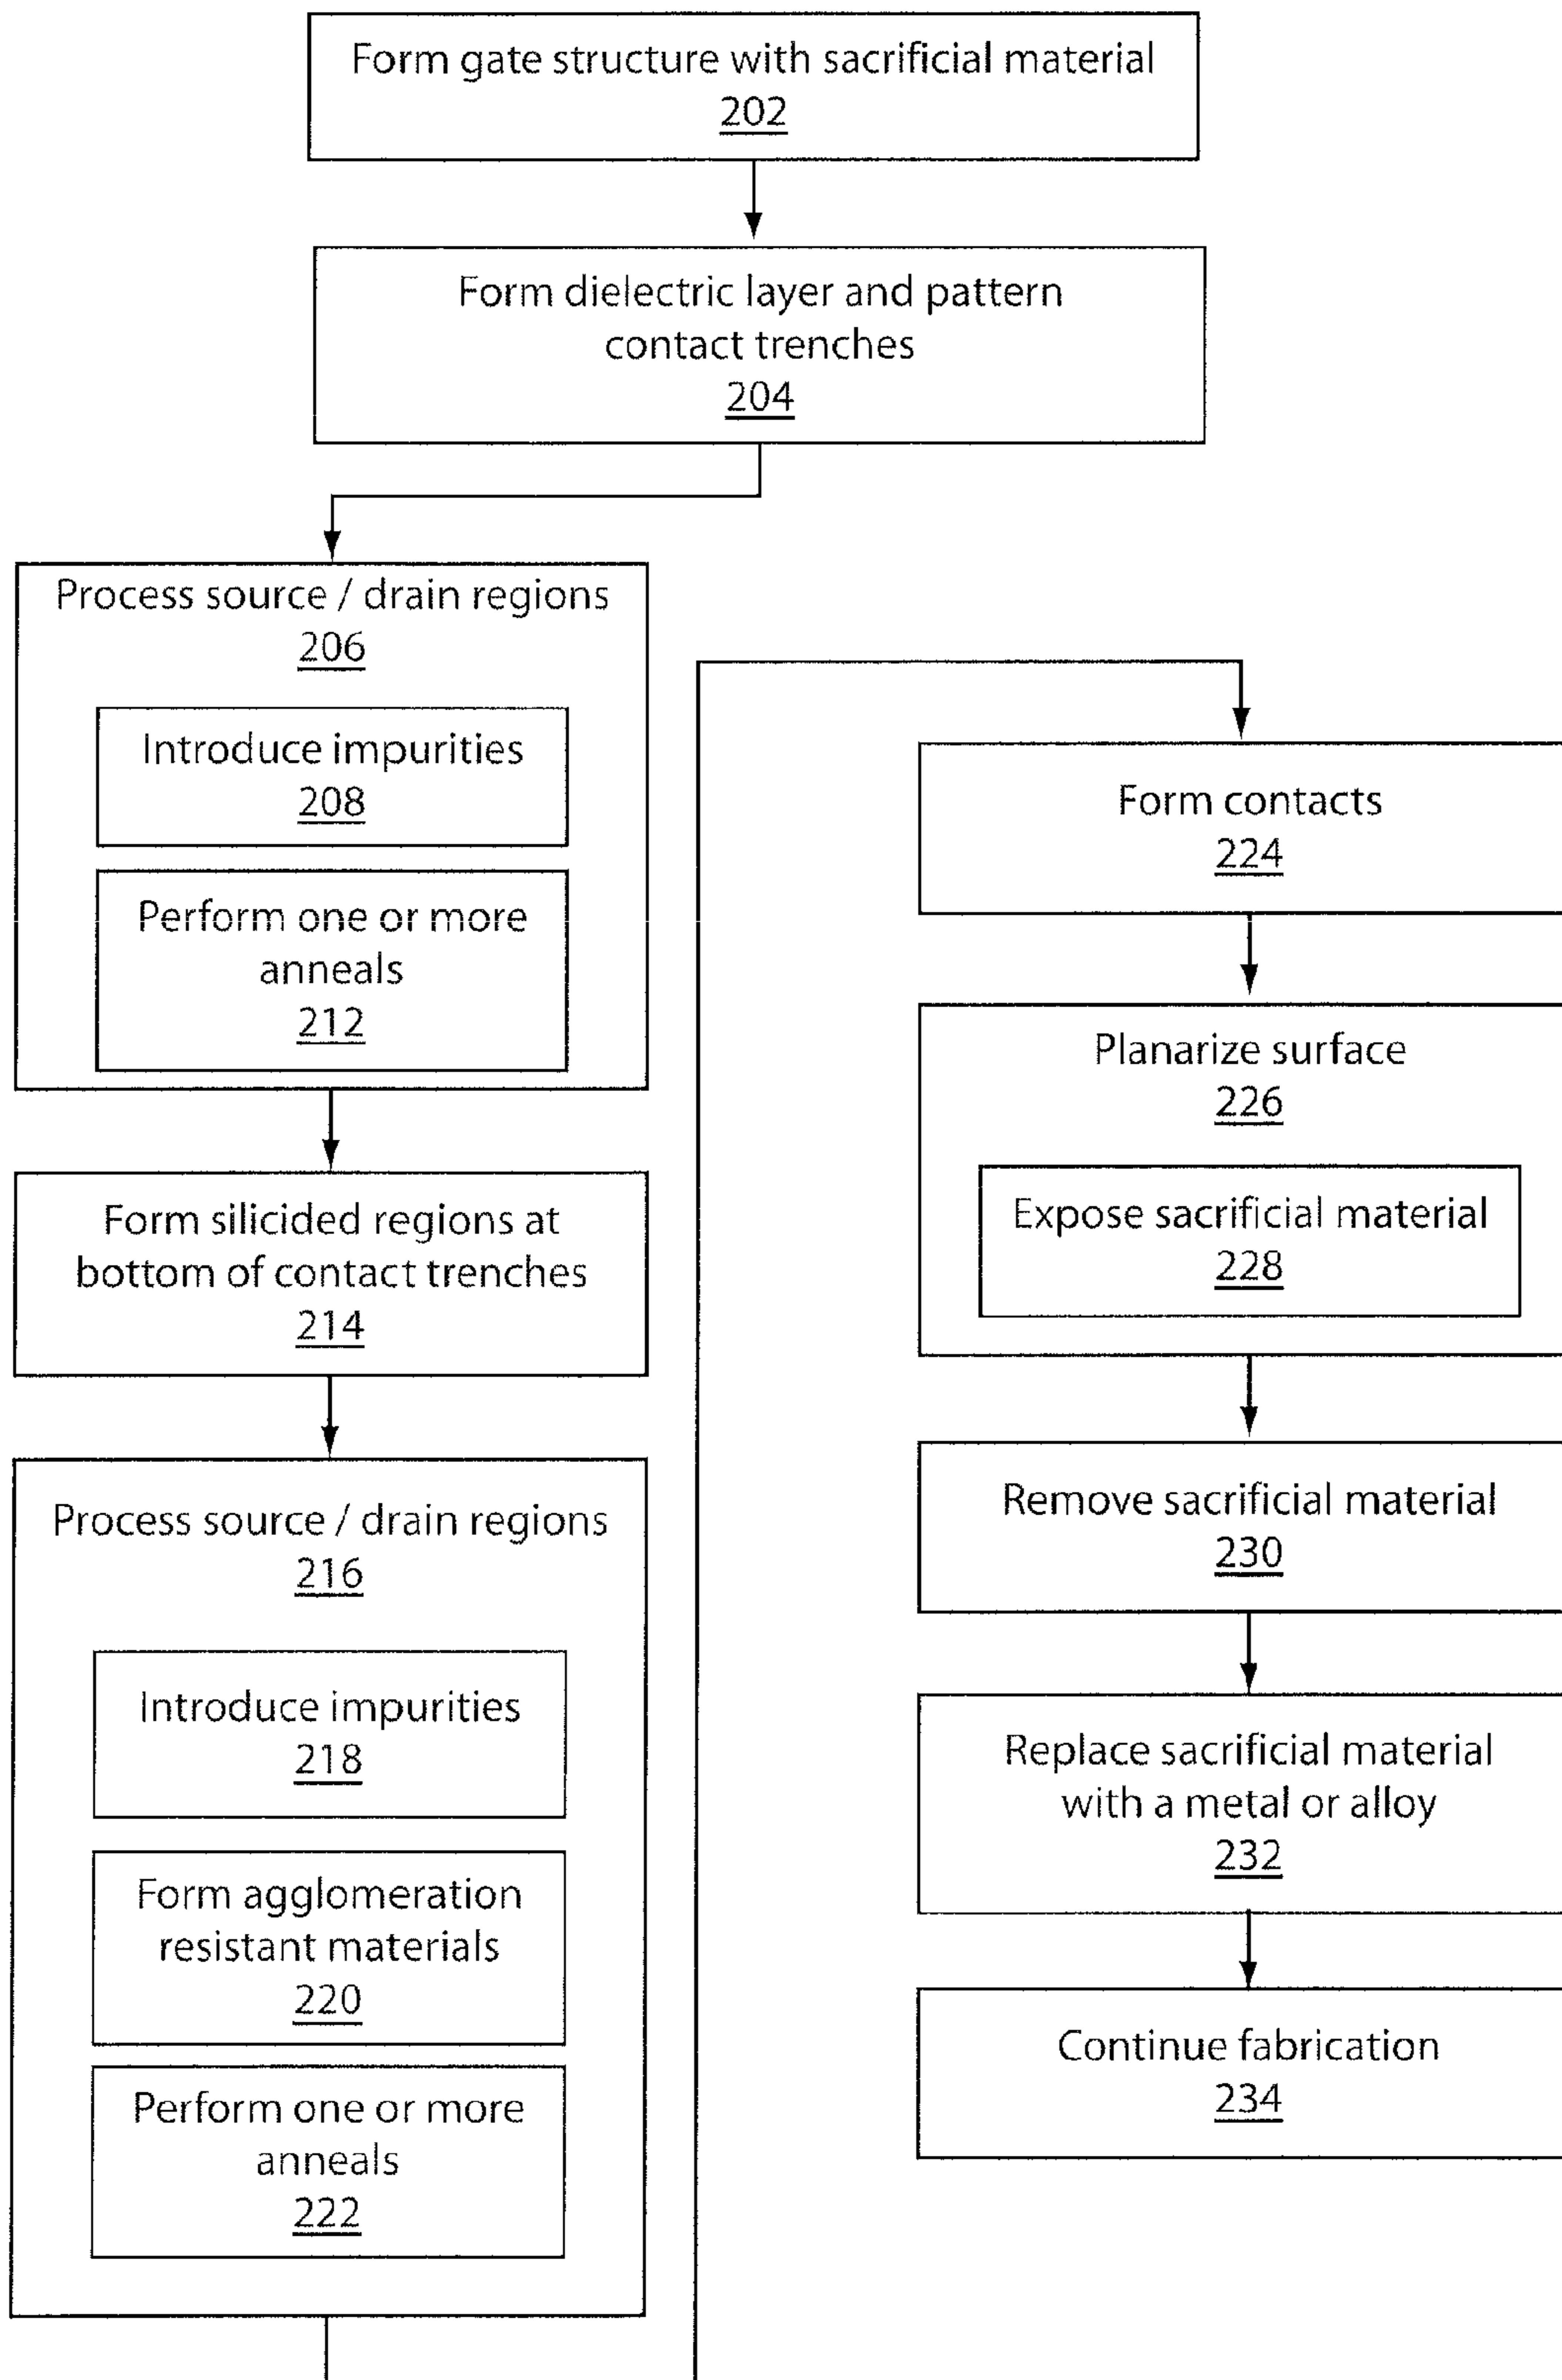 Form gate structure with sacrificial material
202
Form dielectric layer and pattern
contact trenches
204
Process source / drain regions
206
Introduce impurities
208
Perform one or more
anneals
212
Form silicided regions at
bottom of contact trenches
214
Process source / drain regions
216
Introduce impurities
218
Form agglomeration
resistant materials
220
Perform one or more
anneals
222
Form contacts
224
Planarize surface
226
Expose sacrificial material
228
Remove sacrificial material
230
Replace sacrificial material
with a metal or alloy
232
Continue fabrication
234